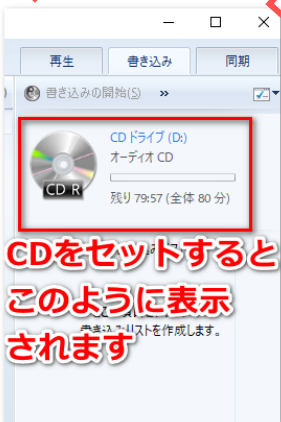 再生 書き込み 同期
書き込みの開始(S) »
CD ドライブ (D:)
オーディオ CD
CD R
残り 79:57 (全体 80 分)
CDをセットすると
このように表示
されます
書き込みリストを作成します。